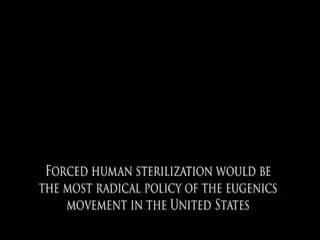 Forced human sterilization would be
the most radical policy of the eugenics
movement in the United States